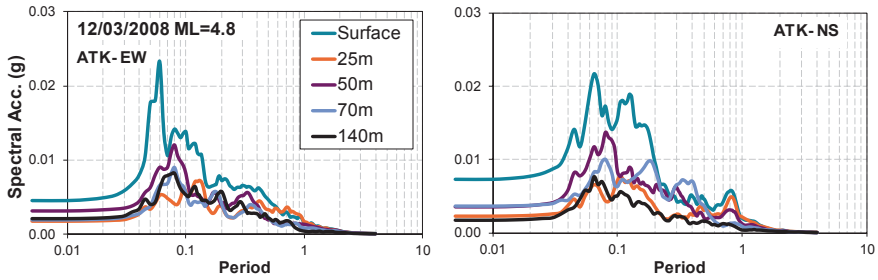 12/03/2008 ML=4.8
ATK-EW
Surface
25m
50m
70m
140m
Spectral Acc. (g)
0.03
0.02
0.01
0.00
0.01
0.1
1
10
Period
ATK-NS
0.03
0.02
0.01
0.00
0.01
0.1
1
10
Period